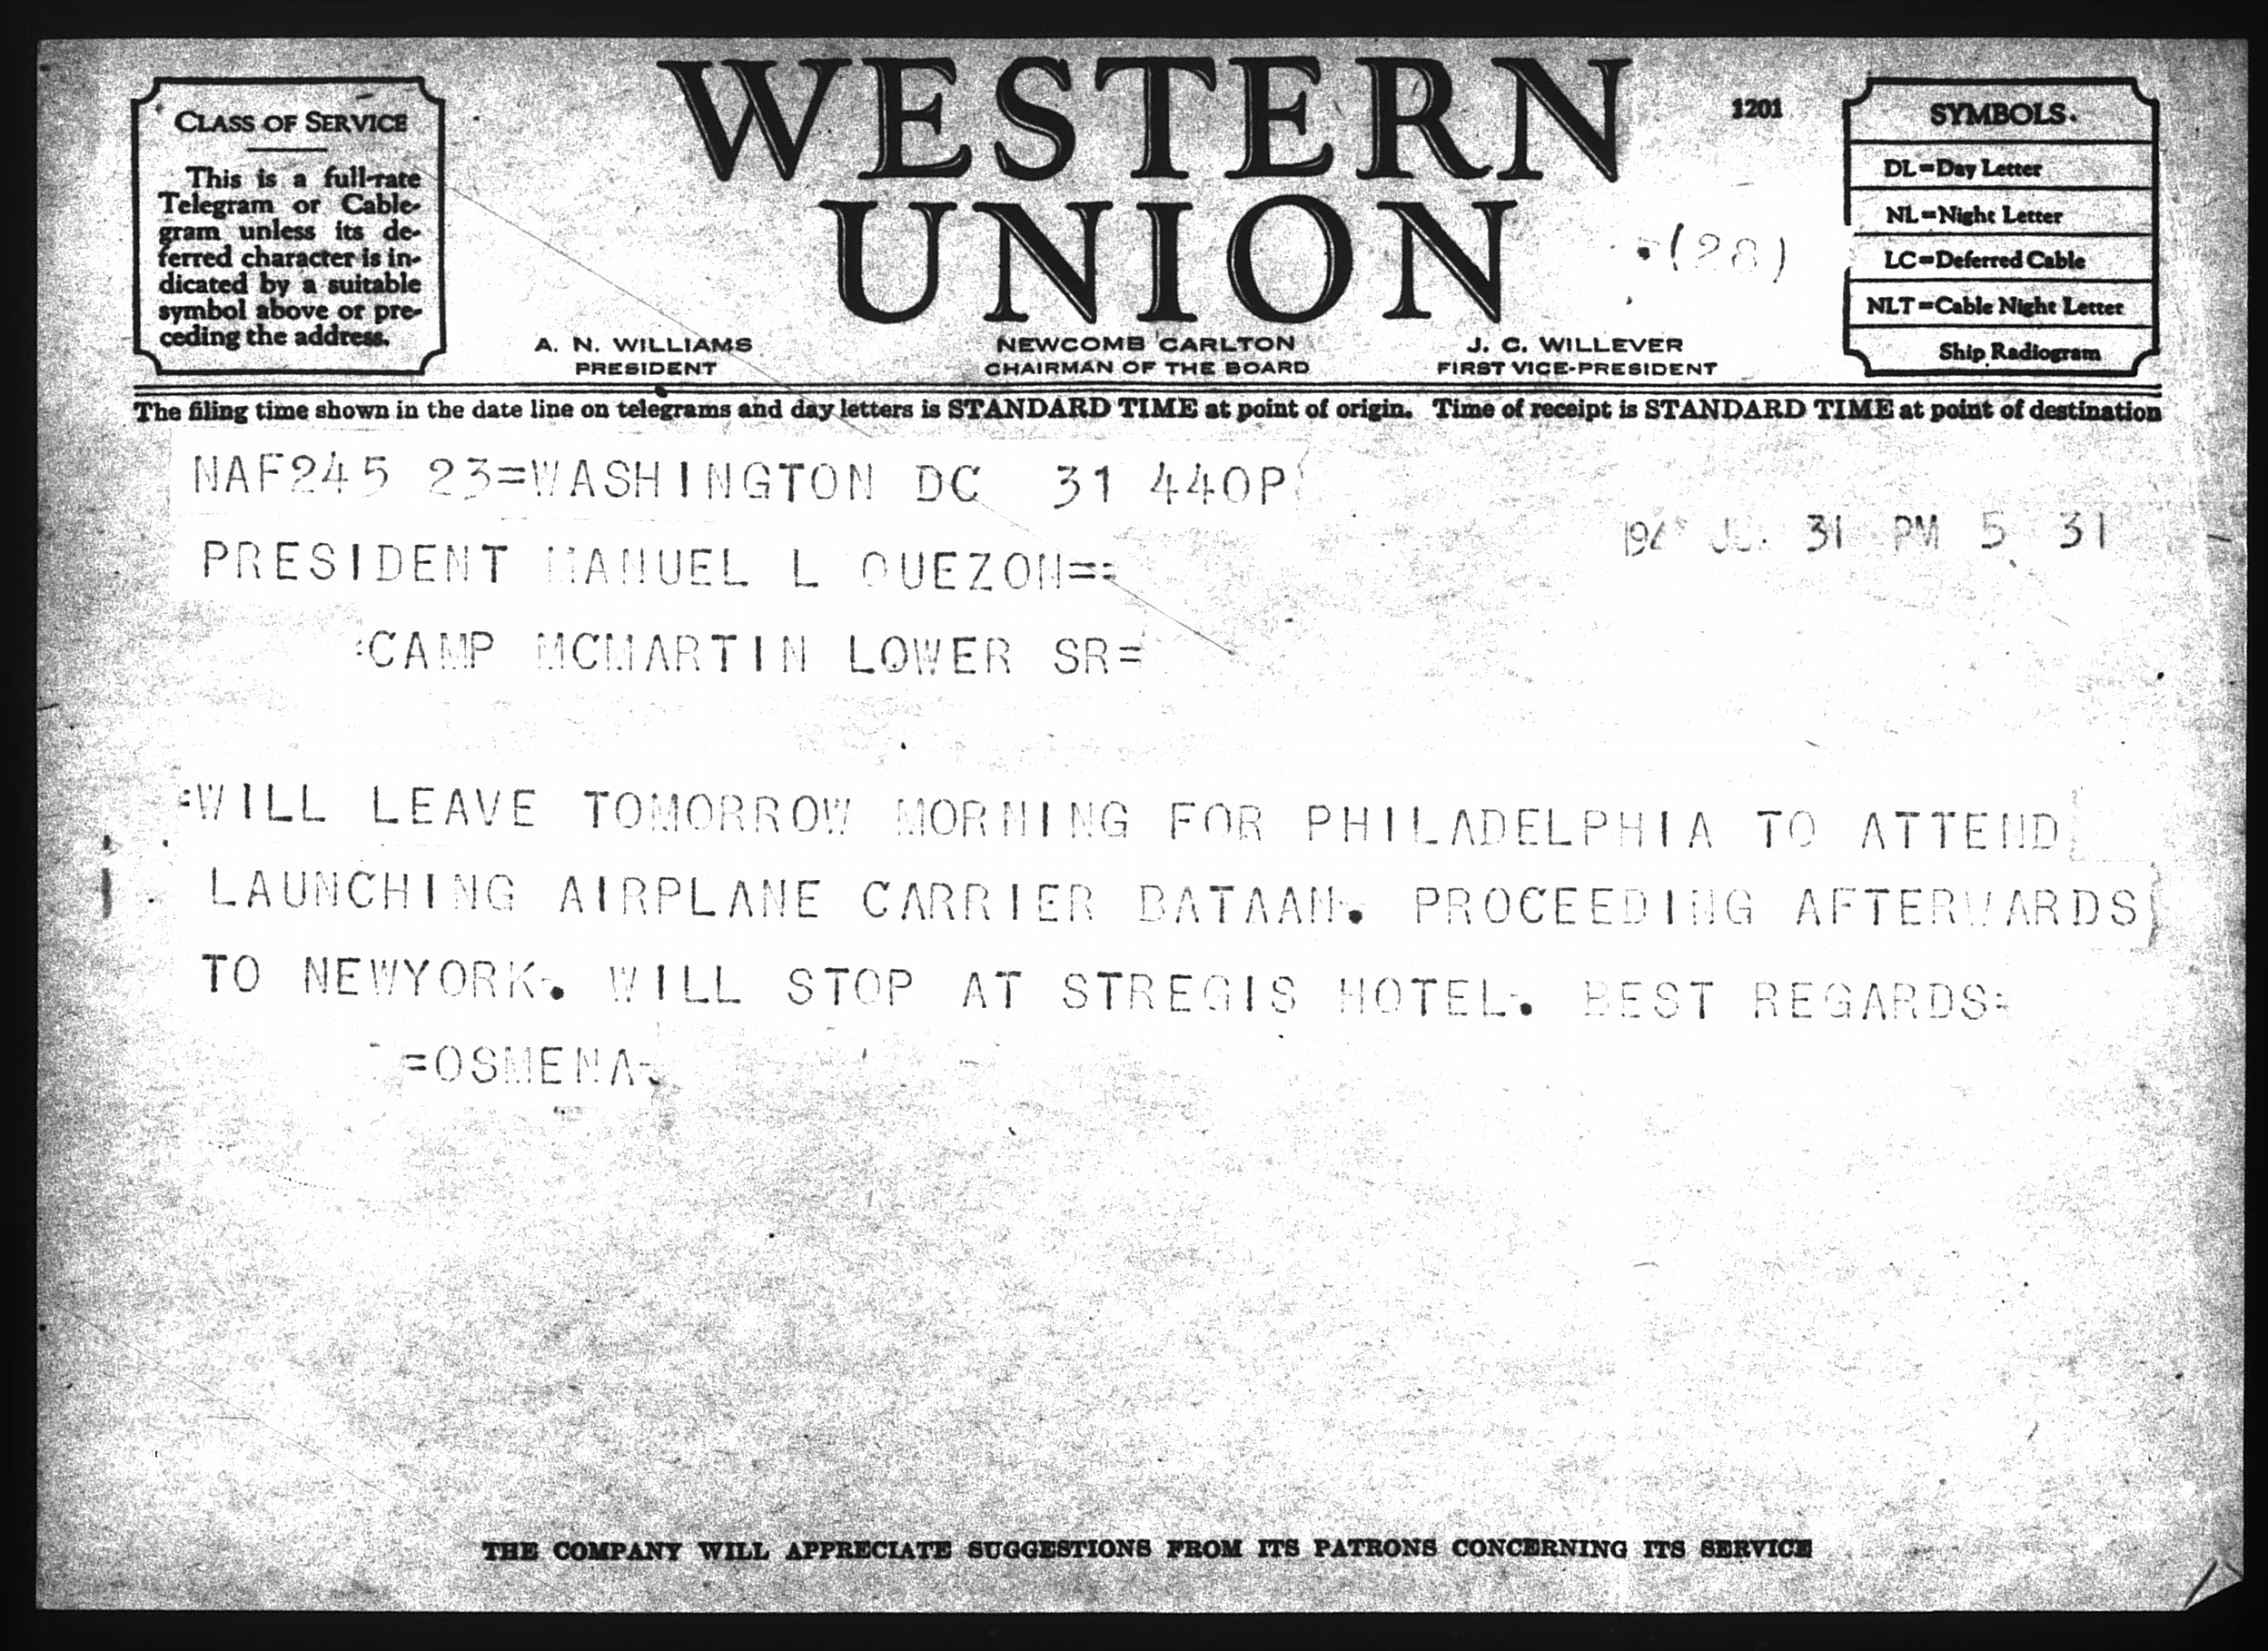 CLASS OF SERVICE
This is a full-rate
Telegram or Cable-
gram unless its de-
ferred character is in-
dicated by a suitable
symbol above or pre-
ceding the address.
WESTERN
UNION
1201
(28)
SYMBOLS.
DL=Day Letter
NL=Night Letter
LC=Deferred Cable
NLT=Cable Night Letter
Ship Radiogram
A. N. WILLIAMS
PRESIDENT
NEWCOMB CARLTON
CHAIRMAN OF THE BOARD
J. C. WILLEVER
FIRST VICE-PRESIDENT
The filing time shown in the date line on telegrams and day letters is STANDARD TIME at point of origin. Time of receipt is STANDARD TIME at point of destination
NAF245 23=WASHINGTON DC 31 440P
31 PM 5 31
PRESIDENT MANUEL L QUEZON=
:CAMP MCMARTIN LOWER SR=
=WILL LEAVE TOMORROW MORNING FOR PHILADELPHIA TO ATTEND
LAUNCHING AIRPLANE CARRIER BATAAN. PROCEEDING AFTERWARDS
TO NEWYORK. WILL STOP AT STREGIS HOTEL. BEST REGARDS=
=OSMENA.
THE COMPANY WILL APPRECIATE SUGGESTIONS FROM ITS PATRONS CONCERNING ITS SERVICE